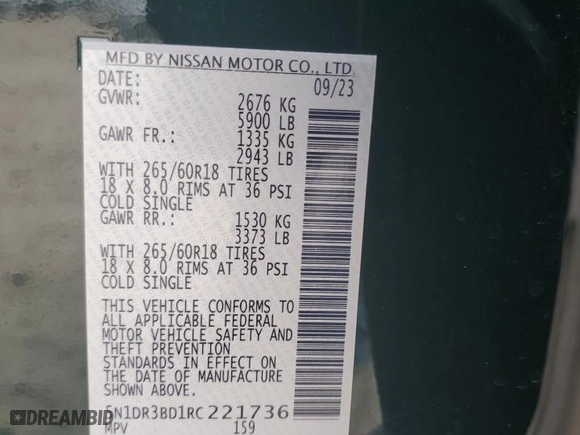 MFD BY NISSAN MOTOR CO., LTD.
DATE: 09/23
GVWR: 2676 KG
5900 LB
GAWR FR.: 1335 KG
2943 LB
WITH 265/60R18 TIRES
18 X 8.0 RIMS AT 36 PSI
COLD SINGLE
GAWR RR.: 1530 KG
3373 LB
WITH 265/60R18 TIRES
18 X 8.0 RIMS AT 36 PSI
COLD SINGLE
THIS VEHICLE CONFORMS TO
ALL APPLICABLE FEDERAL
MOTOR VEHICLE SAFETY AND
THEFT PREVENTION
STANDARDS IN EFFECT ON
THE DATE OF MANUFACTURE
SHOWN ABOVE.
N1DR3BD1RC221736
MPV 159
DREAMBID